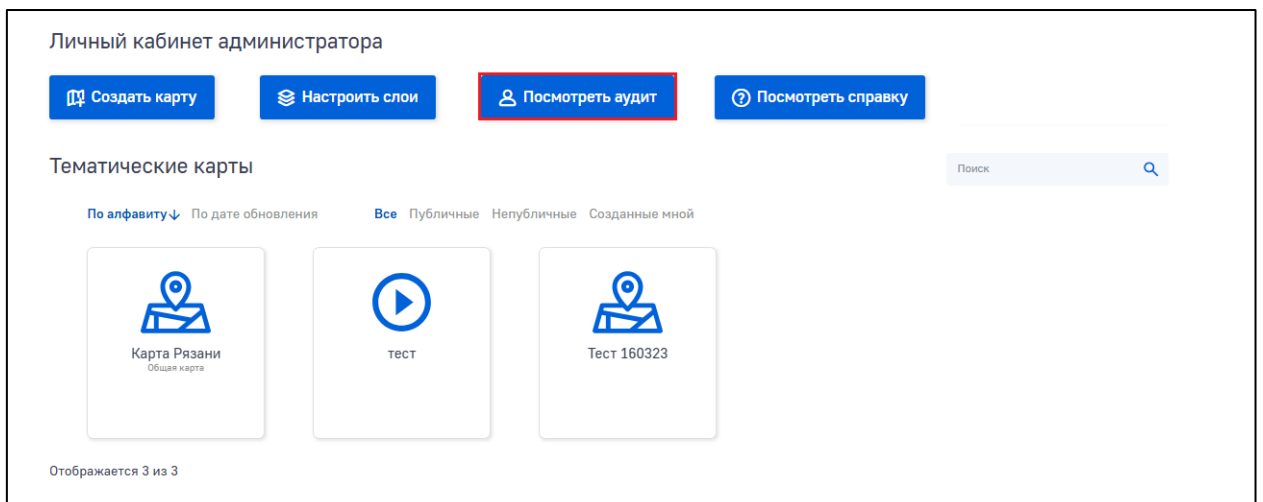 Личный кабинет администратора
Создать карту
Настроить слои
Посмотреть аудит
Посмотреть справку
Тематические карты
Поиск
По алфавиту По дате обновления
Все Публичные Непубличные Созданные мной
Карта Рязани
Общая карта
тест
Тест 160323
Отображается 3 из 3